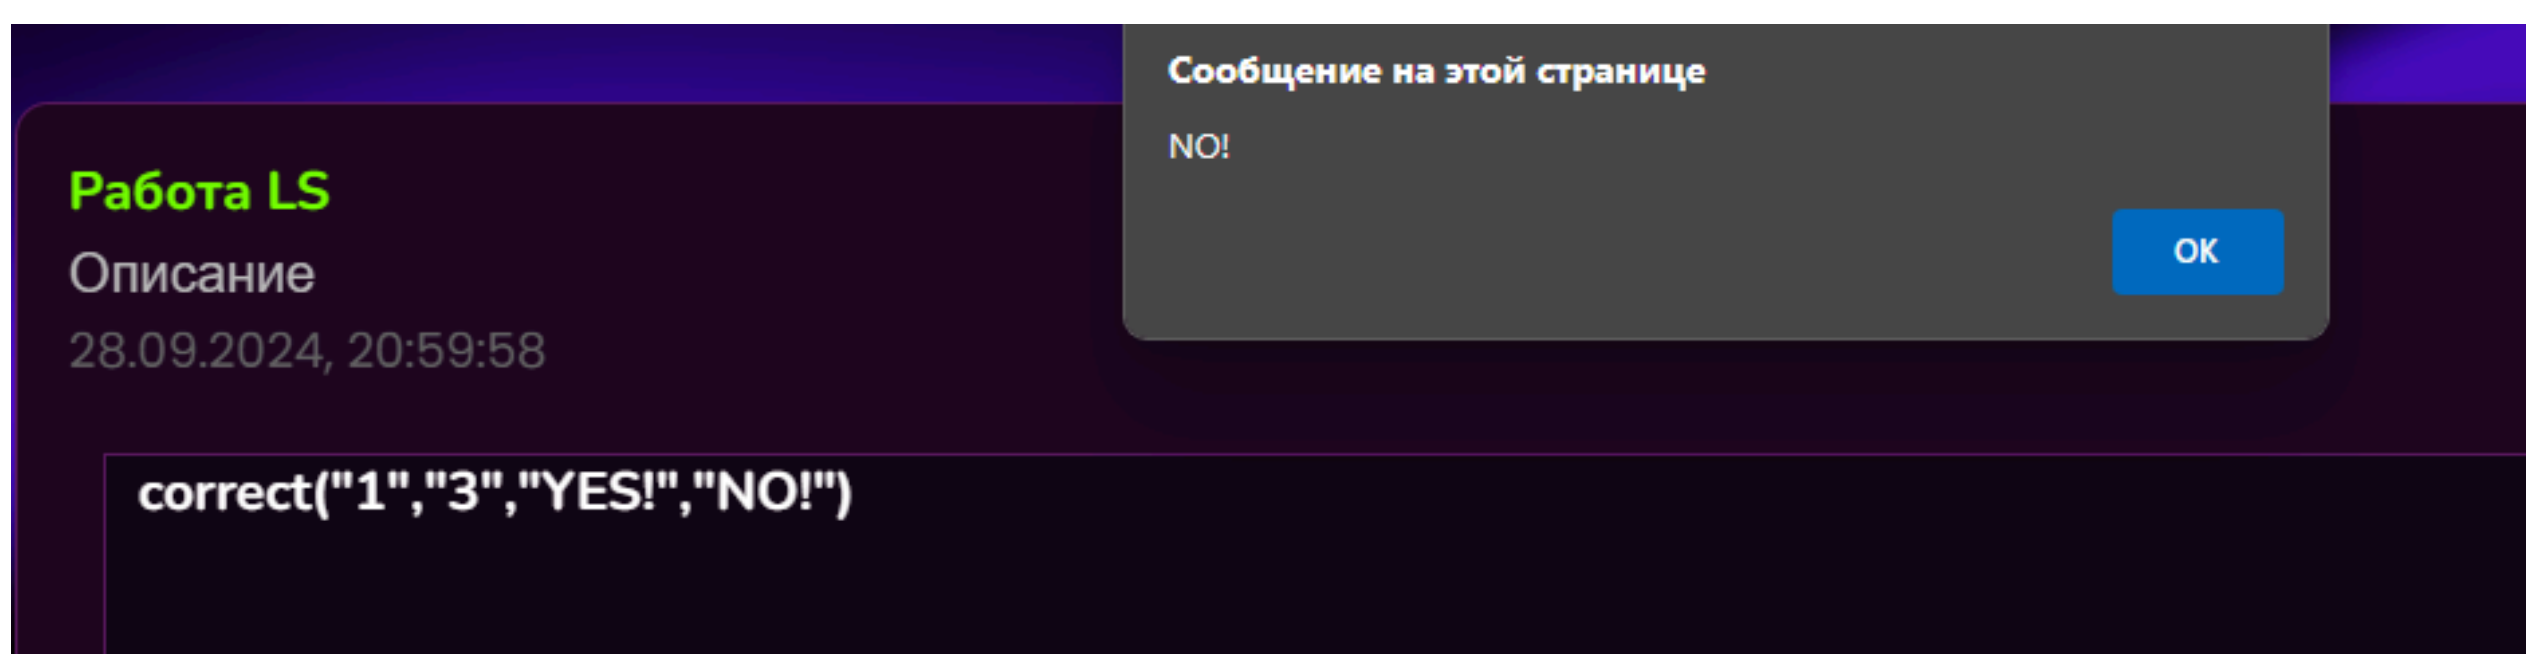 Сообщение на этой странице
NO!
OK
Работа LS
Описание
28.09.2024, 20:59:58
correct("1","3","YES!","NO!")